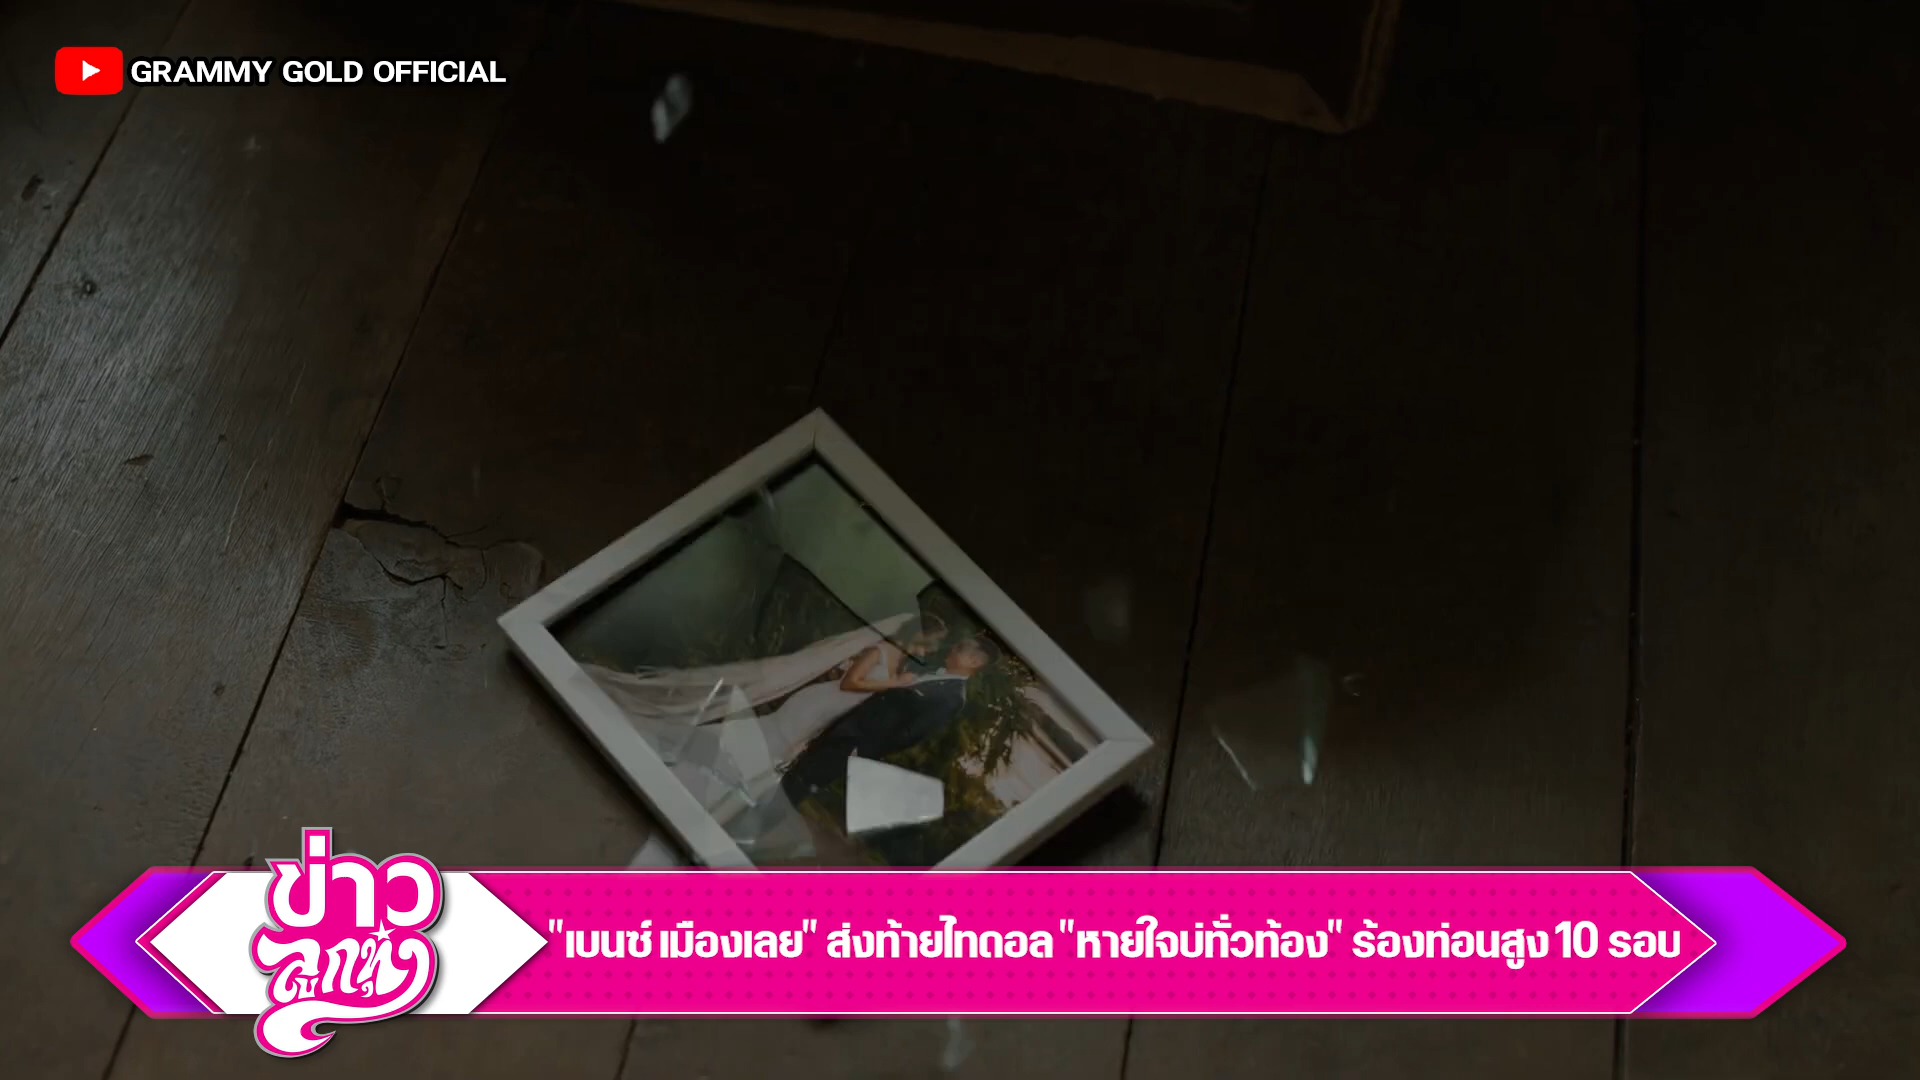 GRAMMY GOLD OFFICIAL
ข่าว
ลูกทุ่ง
"เบนซ์ เมืองเลย" ส่งท้ายไทดอล "หายใจบ่ทั่วท้อง" ร้องท่อนสูง 10 รอบ